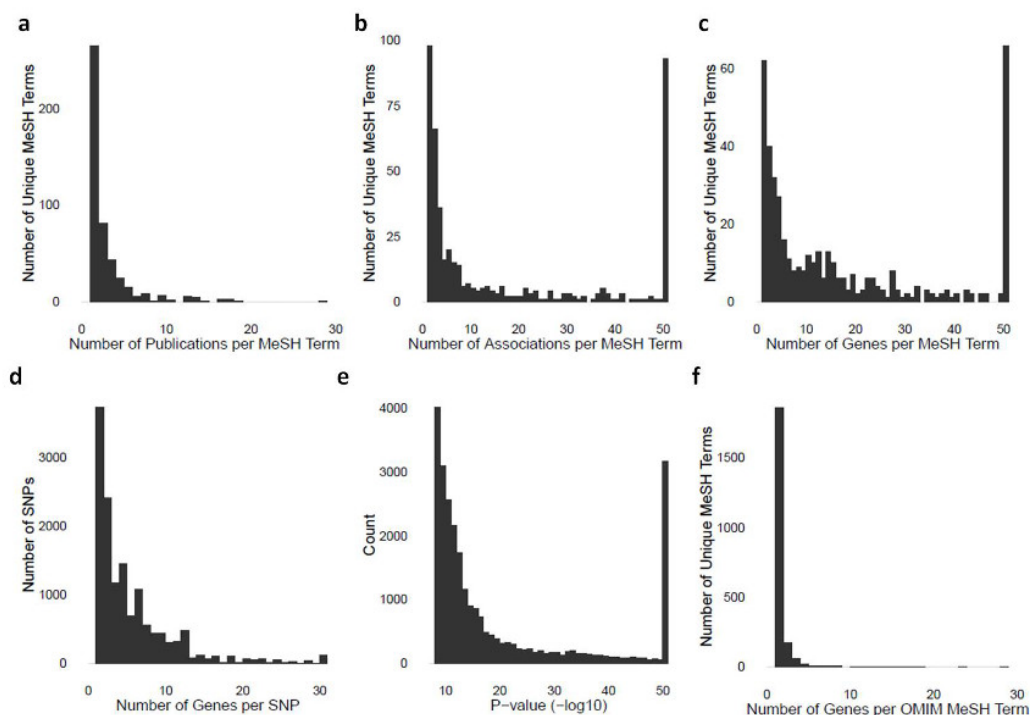 a
Number of Unique MeSH Terms
200
100
0
0 10 20 30
Number of Publications per MeSH Term
b
Number of Unique MeSH Terms
100
75
50
25
0
0 10 20 30 40 50
Number of Associations per MeSH Term
c
Number of Unique MeSH Terms
60
40
20
0
0 10 20 30 40 50
Number of Genes per MeSH Term
d
Number of SNPs
3000
2000
1000
0
0 10 20 30
Number of Genes per SNP
e
Count
4000
3000
2000
1000
0
10 20 30 40 50
P-value (-log10)
f
Number of Unique MeSH Terms
1500
1000
500
0
0 10 20 30
Number of Genes per OMIM MeSH Term